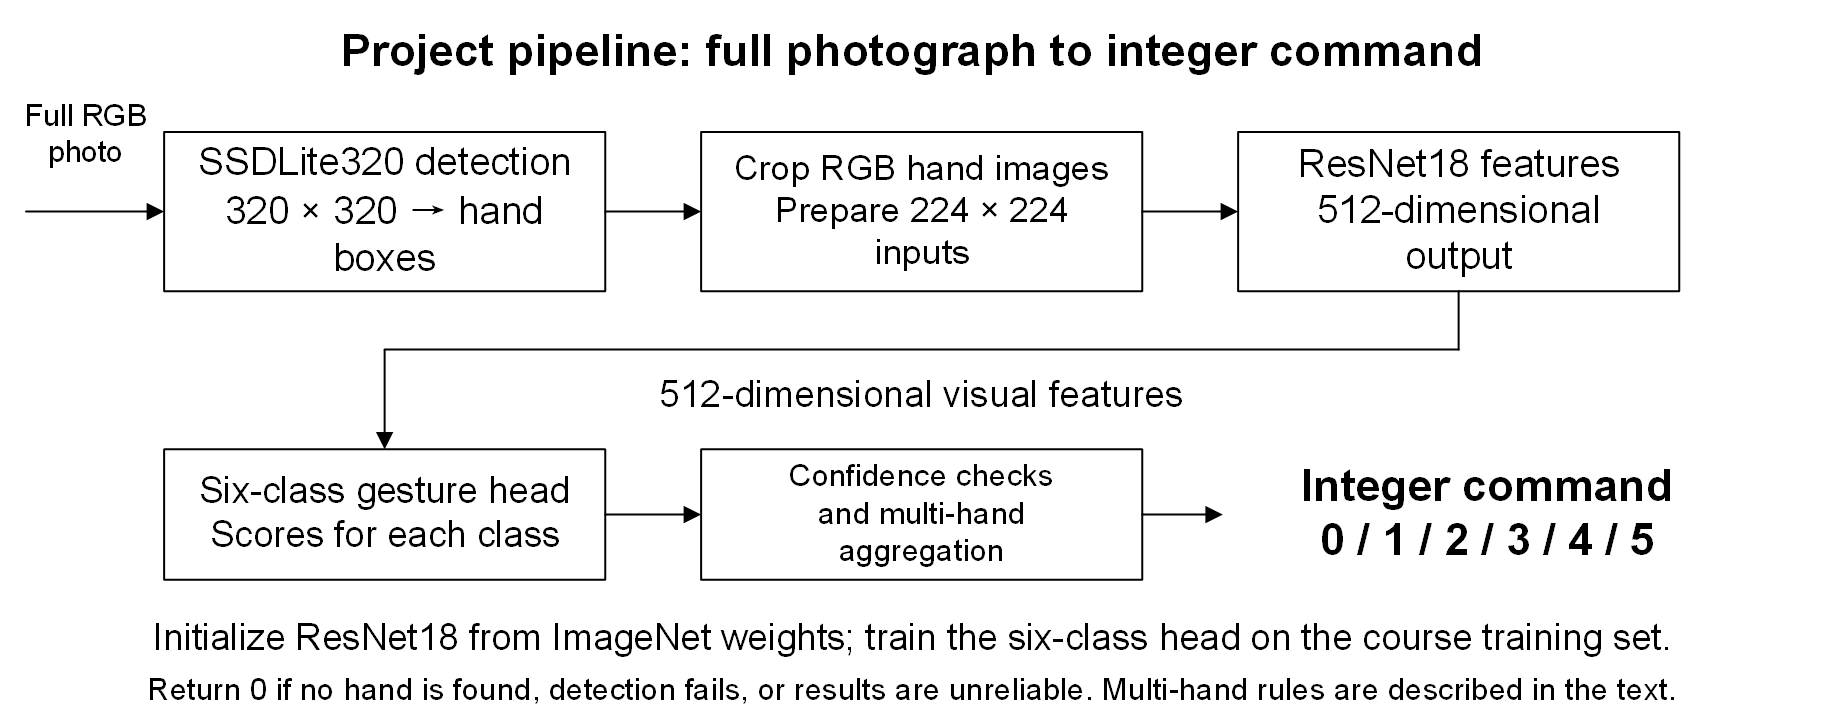 Project pipeline: full photograph to integer command
Full RGB
photo
SSDLite320 detection
320 × 320 → hand
boxes
Crop RGB hand images
Prepare 224 × 224
inputs
ResNet18 features
512-dimensional
output
512-dimensional visual features
Six-class gesture head
Scores for each class
Confidence checks
and multi-hand
aggregation
Integer command
0 / 1 / 2 / 3 / 4 / 5
Initialize ResNet18 from ImageNet weights; train the six-class head on the course training set.
Return 0 if no hand is found, detection fails, or results are unreliable. Multi-hand rules are described in the text.